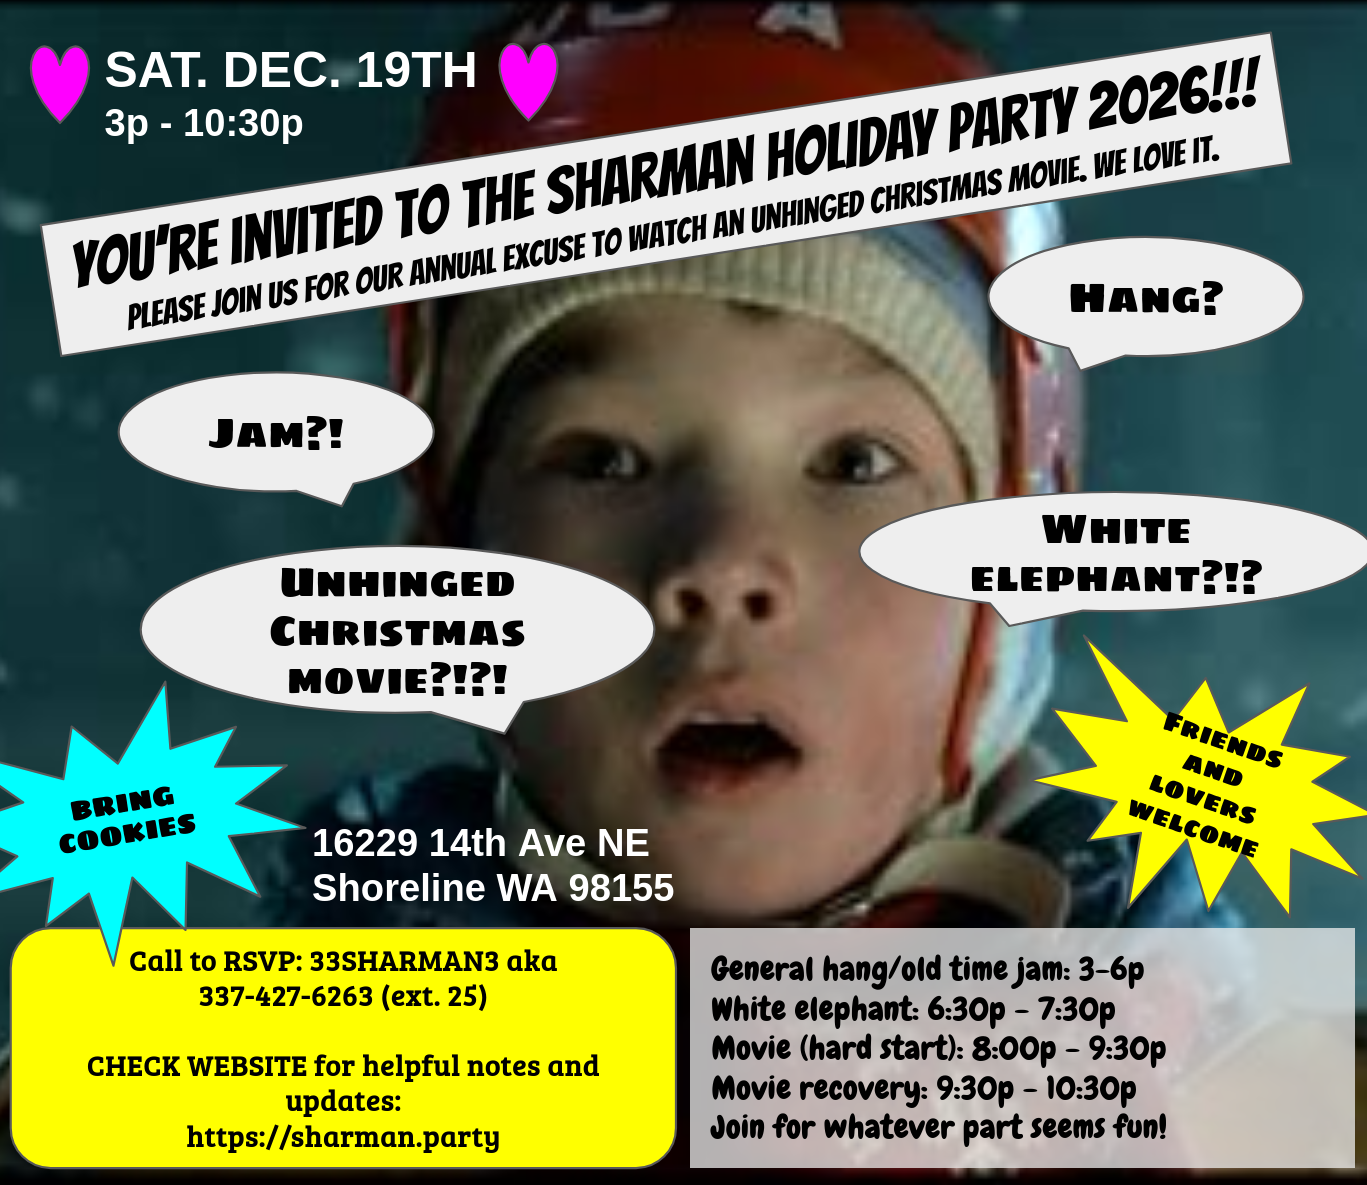 SAT. DEC. 19TH
3p - 10:30p
YOU'RE INVITED TO THE SHARMAN HOLIDAY PARTY 2026!!!
PLEASE JOIN US FOR OUR ANNUAL EXCUSE TO WATCH AN UNHINGED CHRISTMAS MOVIE. WE LOVE IT.
Hang?
Jam?!
White
elephant?!?
Unhinged
Christmas
movie?!?!
Friends
and
lovers
welcome
bring
cookies
16229 14th Ave NE
Shoreline WA 98155
Call to RSVP: 33SHARMAN3 aka
337-427-6263 (ext. 25)
CHECK WEBSITE for helpful notes and
updates:
https://sharman.party
General hang/old time jam: 3-6p
White elephant: 6:30p - 7:30p
Movie (hard start): 8:00p - 9:30p
Movie recovery: 9:30p - 10:30p
Join for whatever part seems fun!